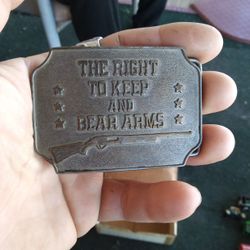 THE RIGHT
TO KEEP
AND
BEAR ARMS